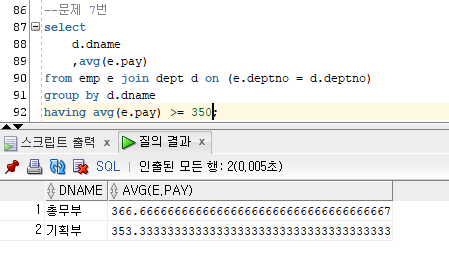 86 --문제 7번
87 select
88 d.dname
89 ,avg(e.pay)
90 from emp e join dept d on (e.deptno = d.deptno)
91 group by d.dname
92 having avg(e.pay) >= 350;
스크립트 출력 x 질의 결과 x
SQL | 인출된 모든 행: 2(0,005초)
DNAME AVG(E,PAY)
1 총무부 366.6666666666666666666666666666666666667
2 기획부 353.3333333333333333333333333333333333333